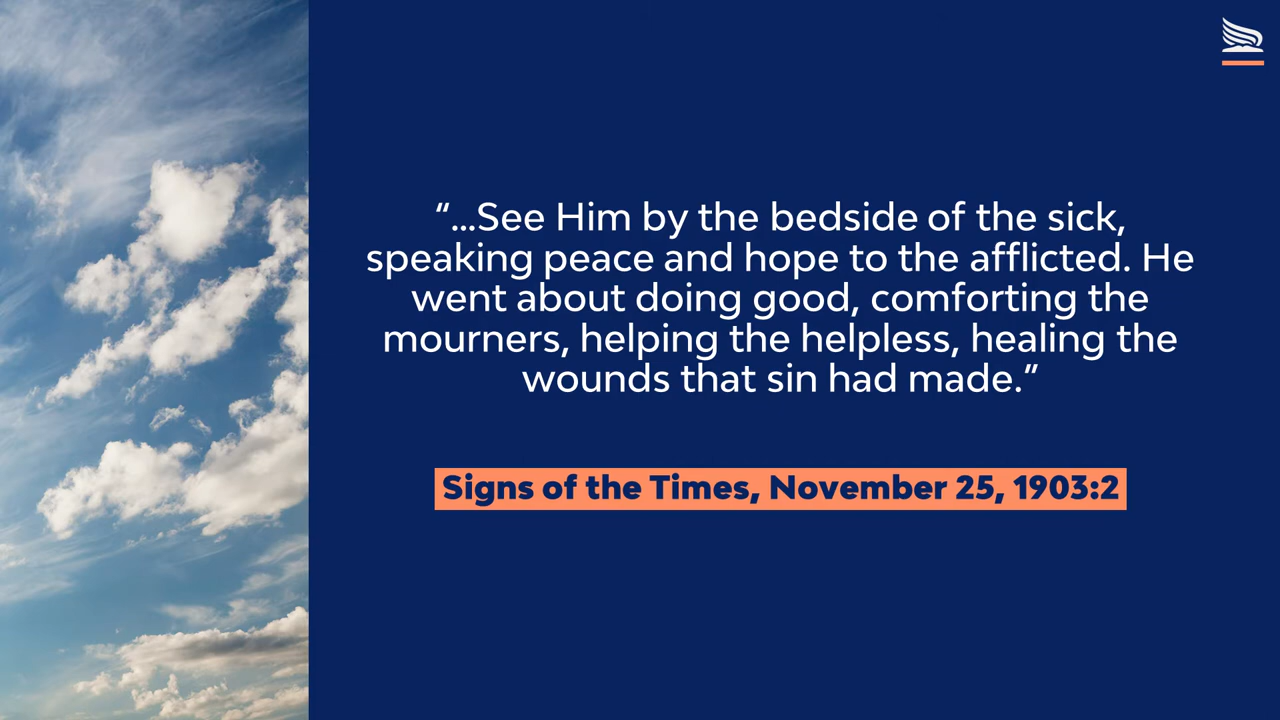 “...See Him by the bedside of the sick,
speaking peace and hope to the afflicted. He
went about doing good, comforting the
mourners, helping the helpless, healing the
wounds that sin had made.”
Signs of the Times, November 25, 1903:2